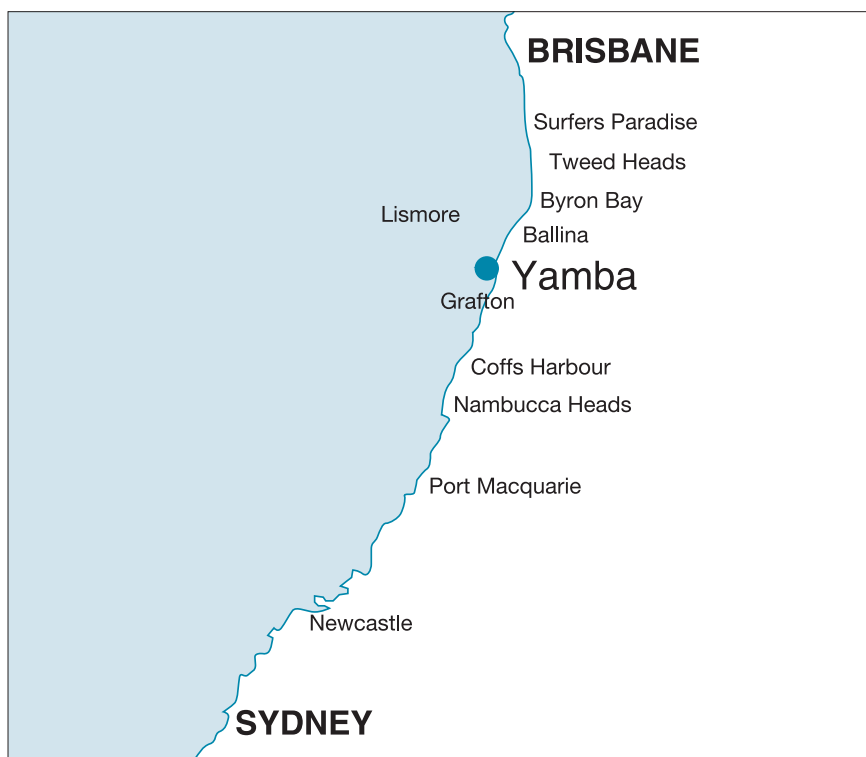 BRISBANE
Surfers Paradise
Tweed Heads
Byron Bay
Lismore
Ballina
Yamba
Grafton
Coffs Harbour
Nambucca Heads
Port Macquarie
Newcastle
SYDNEY